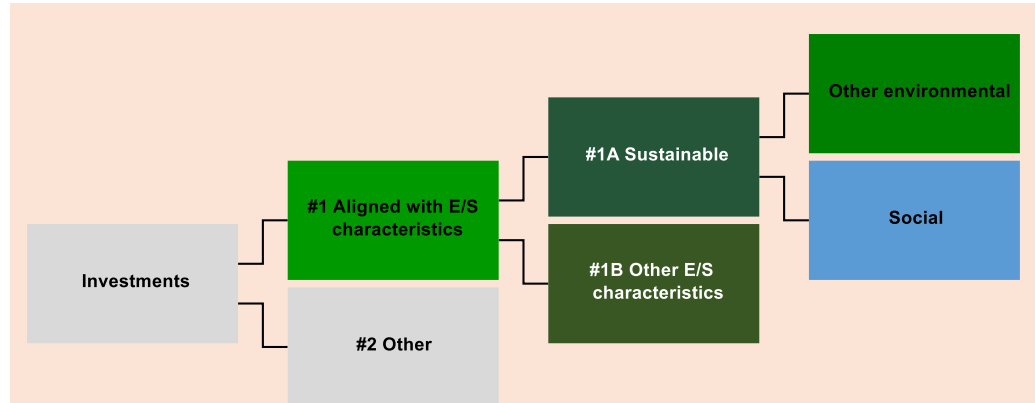 Investments
#1 Aligned with E/S
characteristics
#2 Other
#1A Sustainable
#1B Other E/S
characteristics
Other environmental
Social